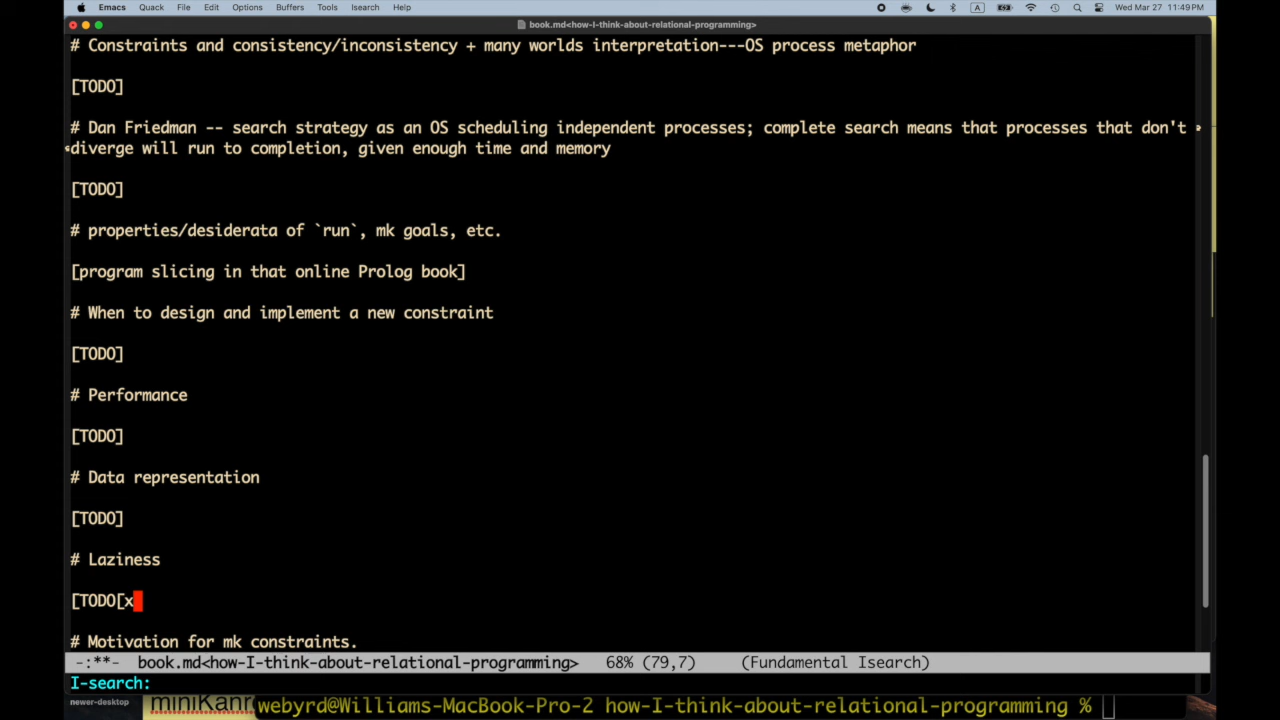 Emacs Quack File Edit Options Buffers Tools Isearch Help A Wed Mar 27 11:49 PM
book.md<how-I-think-about-relational-programming>
# Constraints and consistency/inconsistency + many worlds interpretation---OS process metaphor
[TODO]
# Dan Friedman -- search strategy as an OS scheduling independent processes; complete search means that processes that don't
diverge will run to completion, given enough time and memory
[TODO]
# properties/desiderata of `run`, mk goals, etc.
[program slicing in that online Prolog book]
# When to design and implement a new constraint
[TODO]
# Performance
[TODO]
# Data representation
[TODO]
# Laziness
[TODO[x
# Motivation for mk constraints.
-:**- book.md<how-I-think-about-relational-programming> 68% (79,7) (Fundamental Isearch)
I-search:
newer-desktop
webyrd@Williams-MacBook-Pro-2 how-I-think-about-relational-programming %